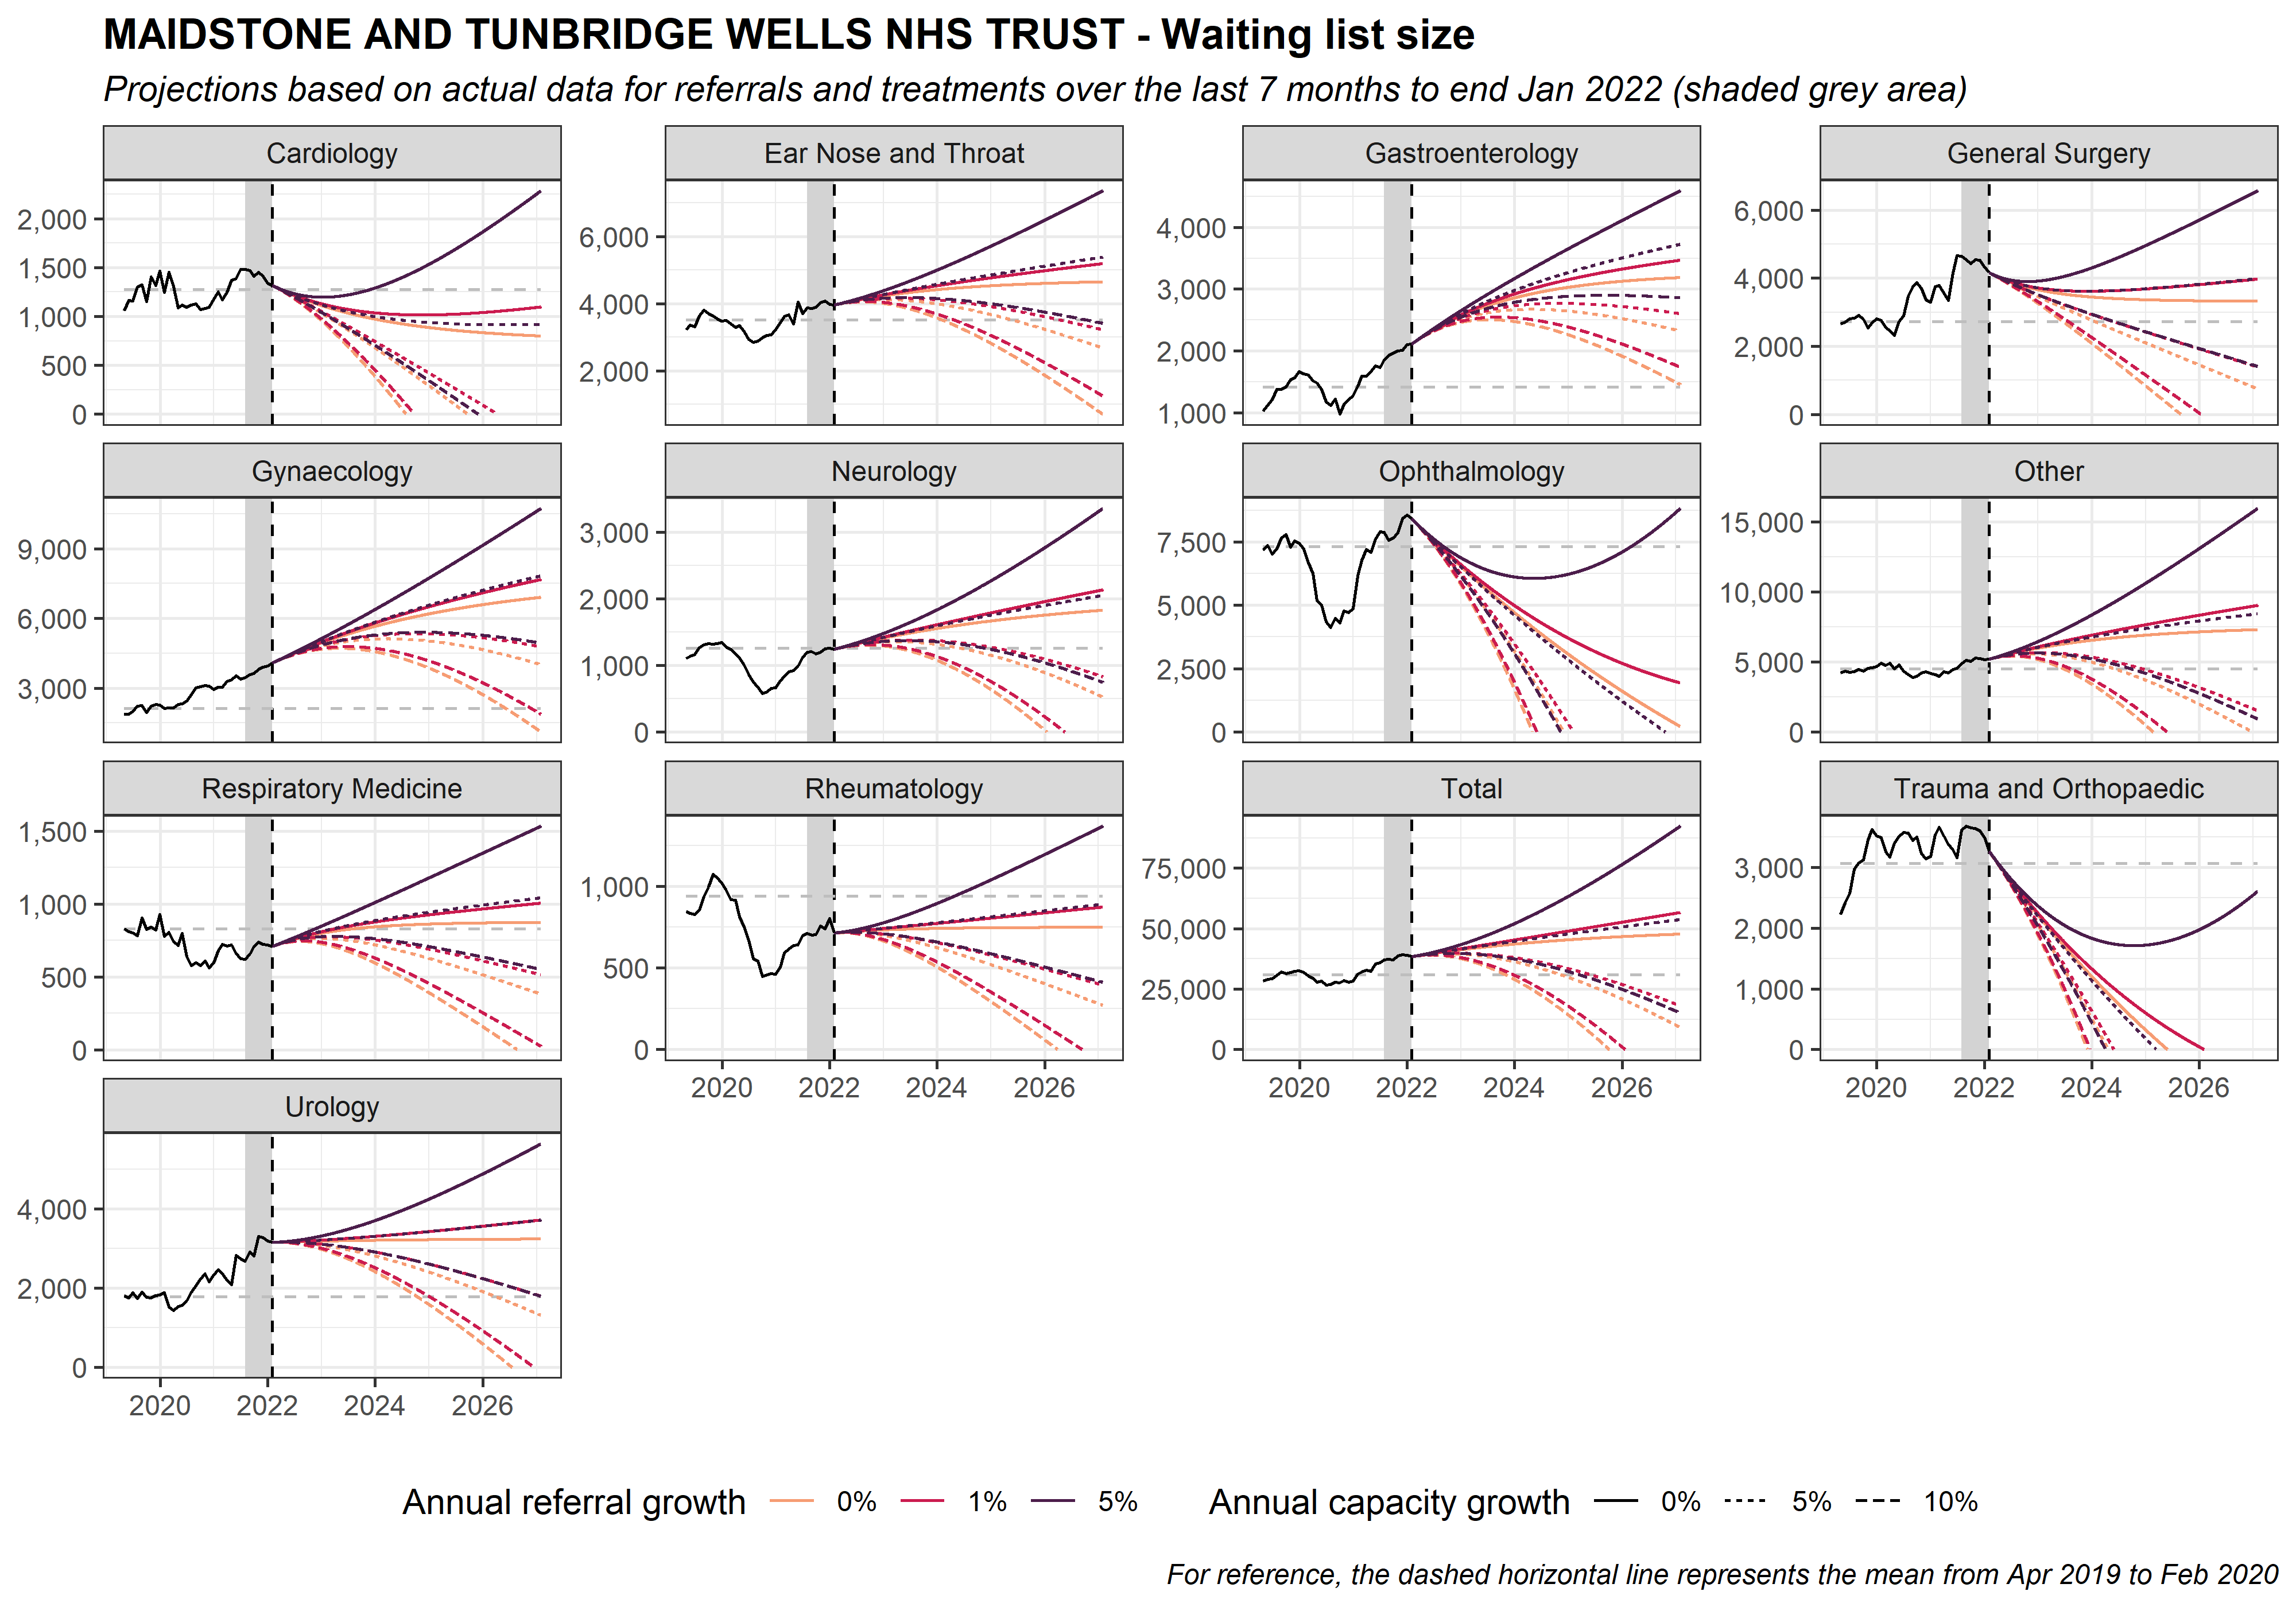 MAIDSTONE AND TUNBRIDGE WELLS NHS TRUST - Waiting list size
Projections based on actual data for referrals and treatments over the last 7 months to end Jan 2022 (shaded grey area)
Cardiology
Ear Nose and Throat
Gastroenterology
General Surgery
2,000
1,500
1,000
500
0
6,000
4,000
2,000
4,000
3,000
2,000
1,000
6,000
4,000
2,000
0
Gynaecology
Neurology
Ophthalmology
Other
9,000
6,000
3,000
3,000
2,000
1,000
0
7,500
5,000
2,500
0
15,000
10,000
5,000
0
Respiratory Medicine
Rheumatology
Total
Trauma and Orthopaedic
1,500
1,000
500
0
1,000
500
0
75,000
50,000
25,000
0
3,000
2,000
1,000
0
2020 2022 2024 2026
2020 2022 2024 2026
2020 2022 2024 2026
Urology
4,000
2,000
0
2020 2022 2024 2026
Annual referral growth 0% 1% 5%
Annual capacity growth 0% 5% 10%
For reference, the dashed horizontal line represents the mean from Apr 2019 to Feb 2020